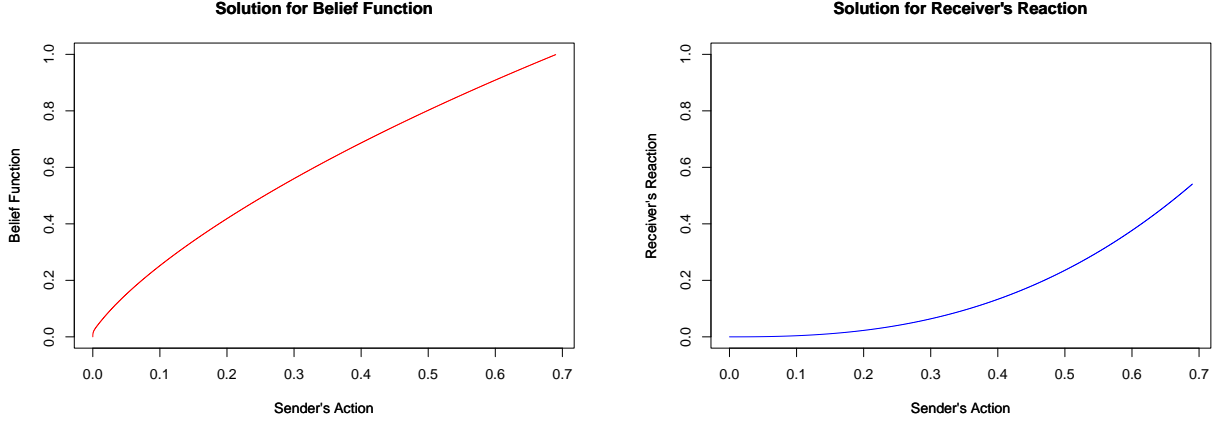 Solution for Belief Function
Belief Function
1.0
0.8
0.6
0.4
0.2
0.0
0.0 0.1 0.2 0.3 0.4 0.5 0.6 0.7
Sender's Action
Solution for Receiver's Reaction
Receiver's Reaction
1.0
0.8
0.6
0.4
0.2
0.0
0.0 0.1 0.2 0.3 0.4 0.5 0.6 0.7
Sender's Action